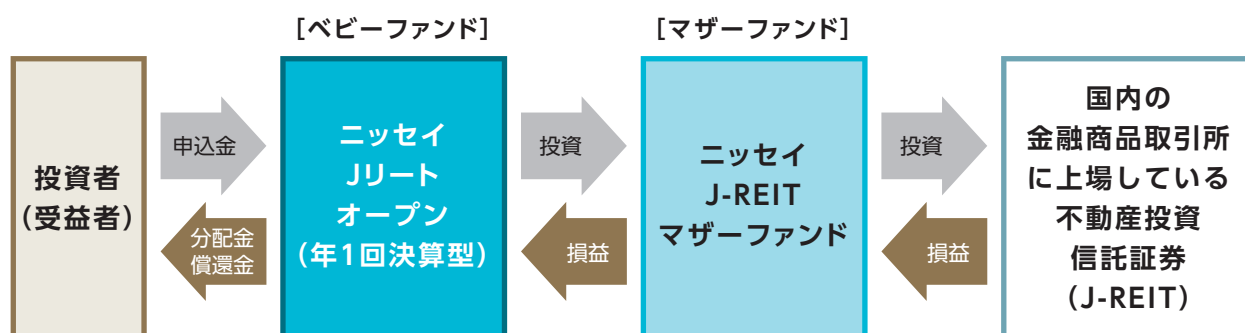 [ベビーファンド]
[マザーファンド]
投資者
(受益者)
申込金
分配金
償還金
ニッセイ
Jリート
オープン
(年1回決算型)
投資
損益
ニッセイ
J-REIT
マザーファンド
投資
損益
国内の
金融商品取引所
に上場している
不動産投資
信託証券
(J-REIT)